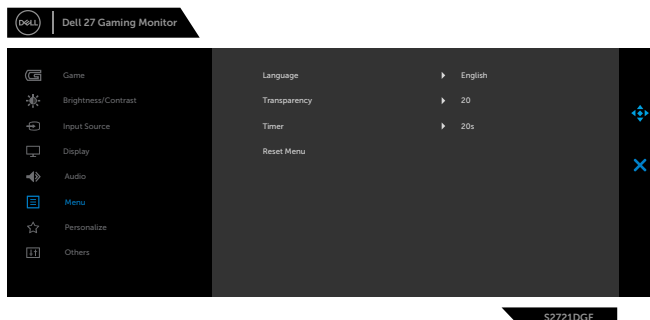 DELL
Dell 27 Gaming Monitor
Game
Language English
Brightness/Contrast
Transparency 20
Input Source
Timer 20s
Display
Reset Menu
Audio
Menu
Personalize
Others
S2721DGF